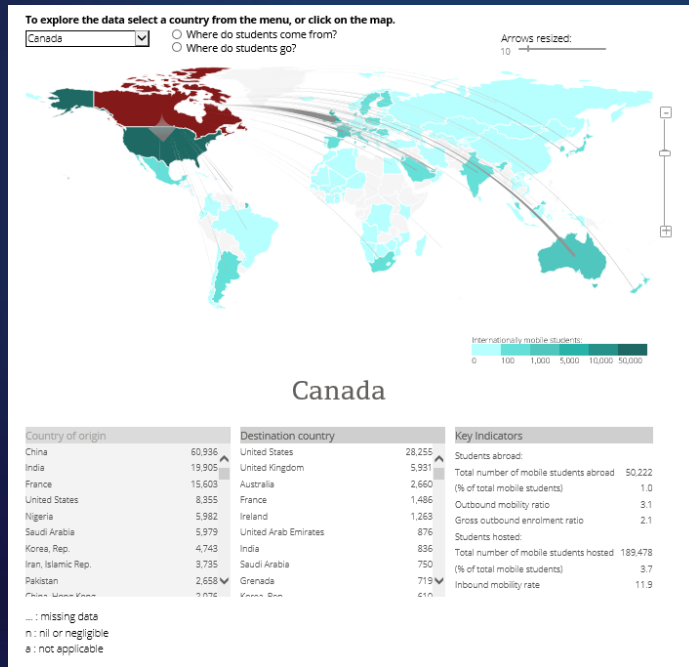 To explore the data select a country from the menu, or click on the map.
Canada
Where do students come from?
Where do students go?
Arrows resized:
10
Internationally mobile students:
0 100 1,000 5,000 10,000 50,000
Canada
Country of origin
China 60,936
India 19,905
France 15,603
United States 8,355
Nigeria 5,982
Saudi Arabia 5,979
Korea, Rep. 4,743
Iran, Islamic Rep. 3,735
Pakistan 2,658
China, Hong Kong 2,076
Destination country
United States 28,255
United Kingdom 5,931
Australia 2,660
France 1,486
Ireland 1,263
United Arab Emirates 876
India 836
Saudi Arabia 750
Grenada 719
Korea, Rep. 610
Key Indicators
Students abroad:
Total number of mobile students abroad 50,222
(% of total mobile students) 1.0
Outbound mobility ratio 3.1
Gross outbound enrolment ratio 2.1
Students hosted:
Total number of mobile students hosted 189,478
(% of total mobile students) 3.7
Inbound mobility rate 11.9
... : missing data
n : nil or negligible
a : not applicable